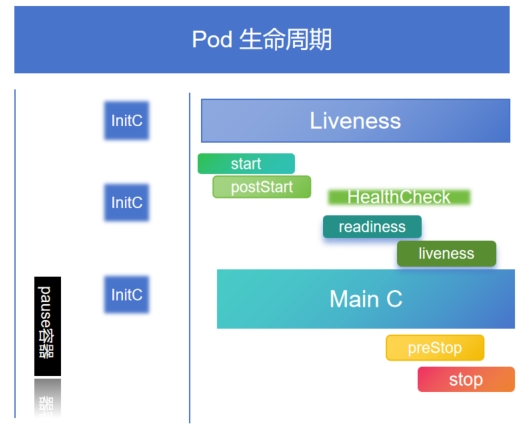 Pod 生命周期
InitC
Liveness
start
postStart
InitC
HealthCheck
readiness
liveness
InitC
Main C
pause容器
preStop
stop